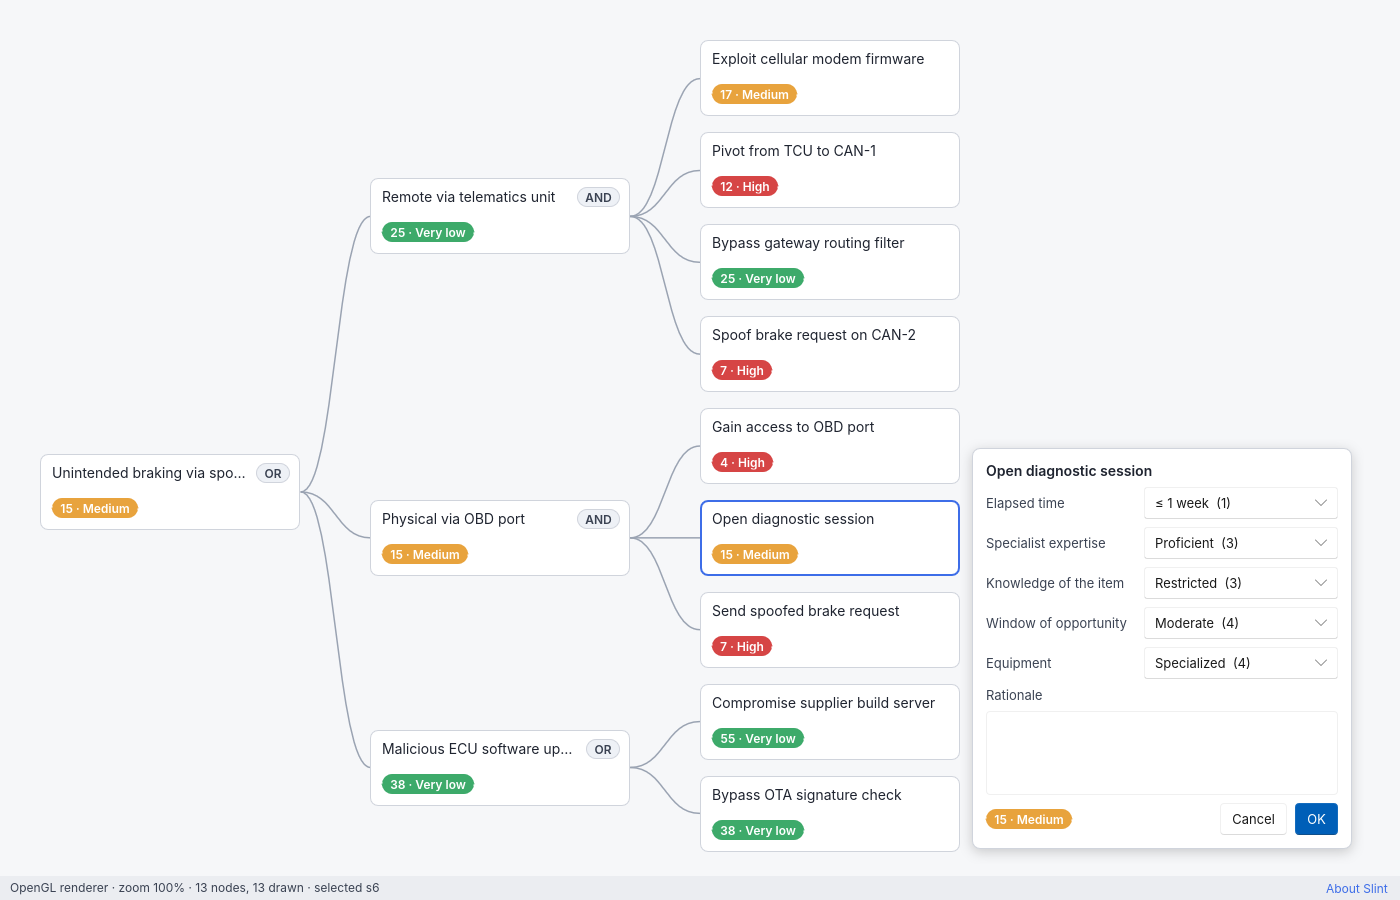 Exploit cellular modem firmware
17 · Medium
Pivot from TCU to CAN-1
12 · High
Remote via telematics unit
AND
25 · Very low
Bypass gateway routing filter
25 · Very low
Spoof brake request on CAN-2
7 · High
Gain access to OBD port
4 · High
Unintended braking via spo...
OR
15 · Medium
Physical via OBD port
AND
15 · Medium
Open diagnostic session
15 · Medium
Send spoofed brake request
7 · High
Compromise supplier build server
55 · Very low
Malicious ECU software up...
OR
38 · Very low
Bypass OTA signature check
38 · Very low
Open diagnostic session
Elapsed time
≤ 1 week (1)
Specialist expertise
Proficient (3)
Knowledge of the item
Restricted (3)
Window of opportunity
Moderate (4)
Equipment
Specialized (4)
Rationale
15 · Medium
Cancel
OK
OpenGL renderer · zoom 100% · 13 nodes, 13 drawn · selected s6
About Slint